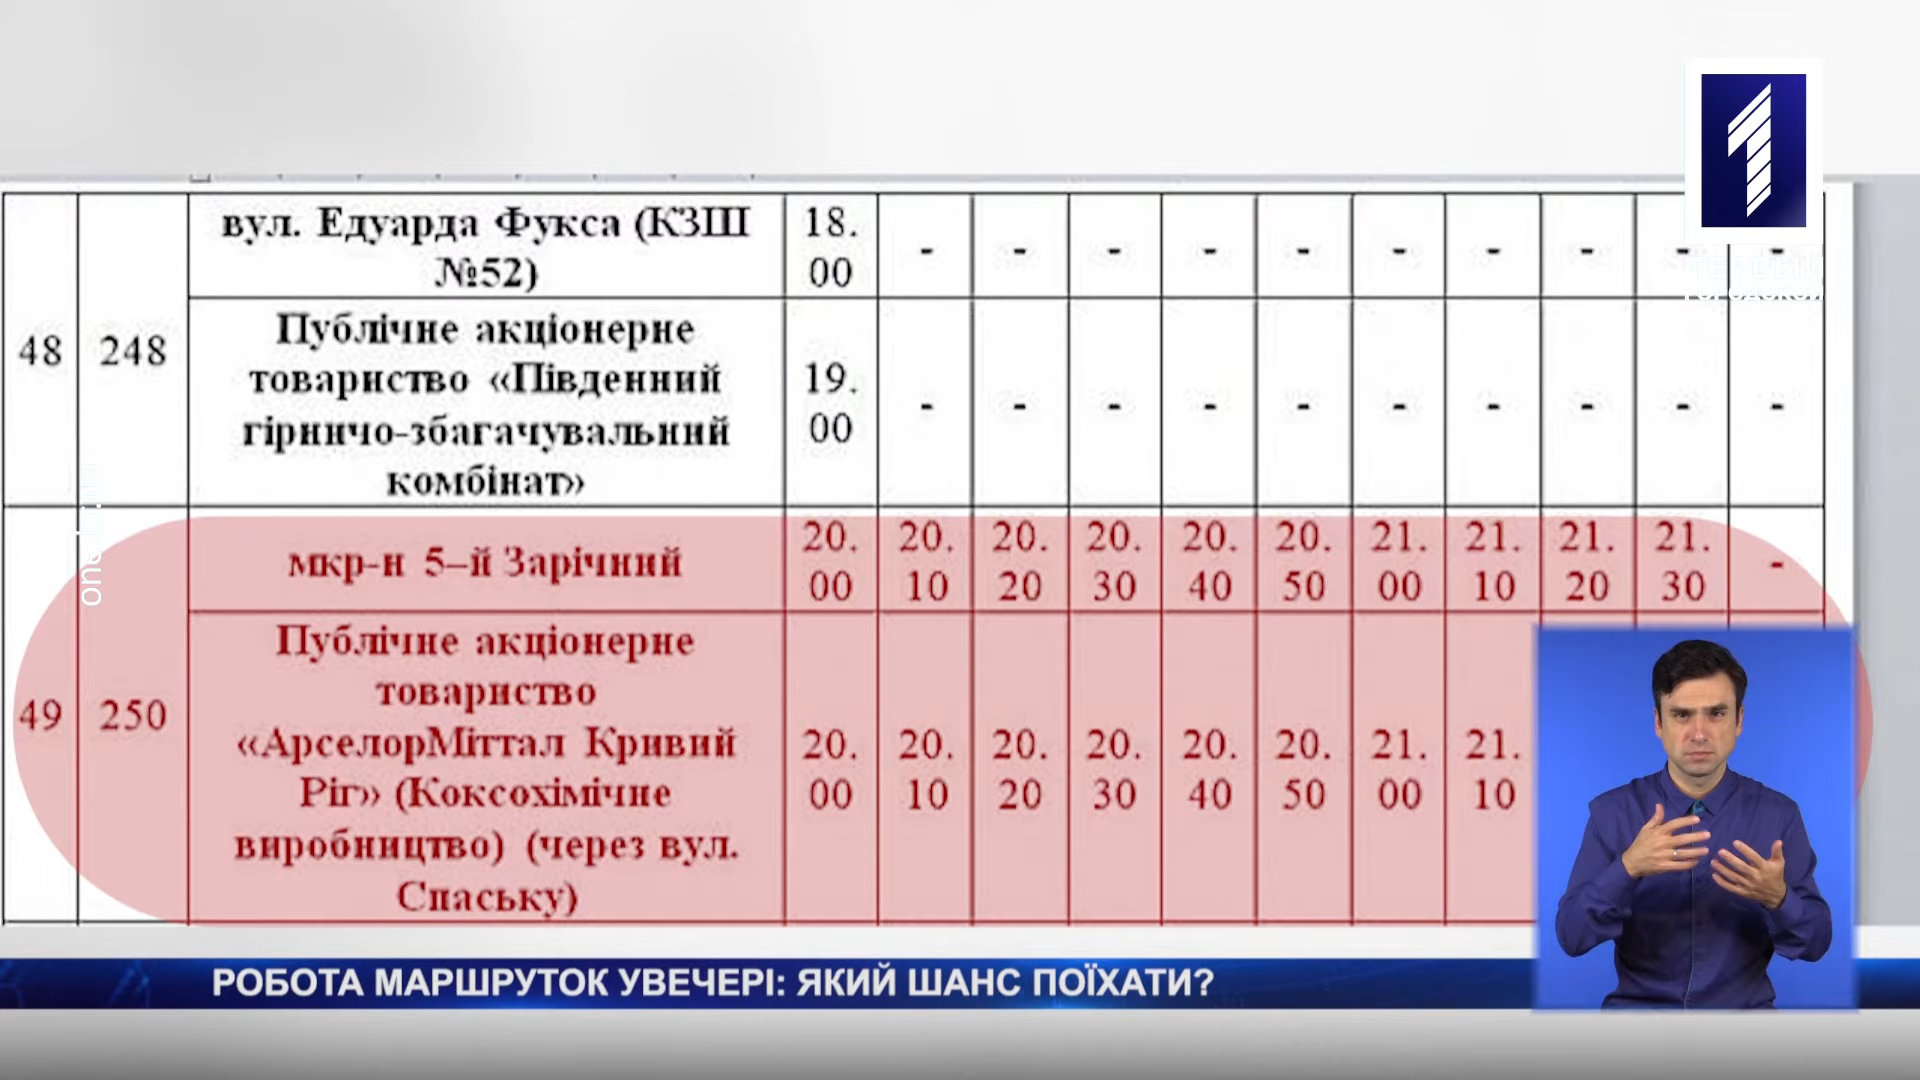 вул. Едуарда Фукса (КЗШ №52) 18.00 - - - - - - - - - -
48 248
Публічне акціонерне товариство «Південний гірничо-збагачувальний комбінат» 19.00 - - - - - - - - - -
мкр-н 5–й Зарічний 20.00 20.10 20.20 20.30 20.40 20.50 21.00 21.10 21.20 21.30 -
49 250
Публічне акціонерне товариство «АрселорМіттал Кривий Ріг» (Коксохімічне виробництво) (через вул. Спаську) 20.00 20.10 20.20 20.30 20.40 20.50 21.00 21.10
1
РОБОТА МАРШРУТОК УВЕЧЕРІ: ЯКИЙ ШАНС ПОЇХАТИ?